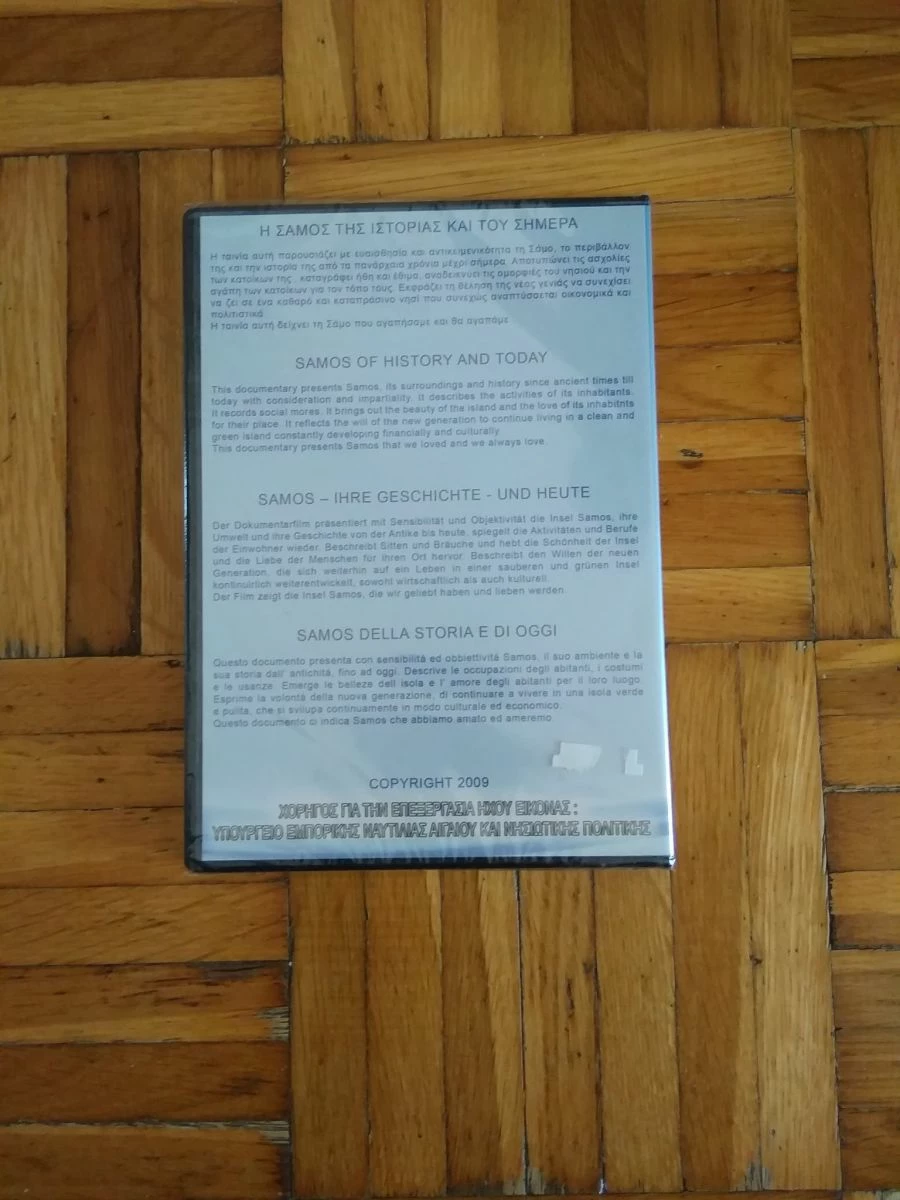 Η ΣΑΜΟΣ ΤΗΣ ΙΣΤΟΡΙΑΣ ΚΑΙ ΤΟΥ ΣΗΜΕΡΑ
Η ταινία αυτή παρουσιάζει με ευαισθησία και αντικειμενικότητα τη Σάμο, το περιβάλλον
της και την ιστορία της από τα πανάρχαια χρόνια μέχρι σήμερα. Αποτυπώνει τις ασχολίες
των κατοίκων της , καταγράφει ήθη και έθιμα, αναδεικνύει τις ομορφιές του νησιού και την
αγάπη των κατοίκων για τον τόπο τους. Εκφράζει τη θέληση της νέας γενιάς να συνεχίσει
να ζει σε ένα καθαρό και καταπράσινο νησί που συνεχώς αναπτύσσεται οικονομικά και
πολιτιστικά.
Η ταινία αυτή δείχνει τη Σάμο που αγαπήσαμε και θα αγαπάμε.
SAMOS OF HISTORY AND TODAY
This documentary presents Samos, its surroundings and history since ancient times till
today with consideration and impartiality. It describes the activities of its inhabitants.
It records social mores. It brings out the beauty of the island and the love of its inhabitnts
for their place. It reflects the will of the new generation to continue living in a clean and
green island constantly developing financially and culturally.
This documentary presents Samos that we loved and we always love.
SAMOS – IHRE GESCHICHTE - UND HEUTE
Der Dokumentarfilm präsentiert mit Sensibilität und Objektivität die Insel Samos, ihre
Umwelt und ihre Geschichte von der Antike bis heute, spiegelt die Aktivitäten und Berufe
der Einwohner wieder. Beschreibt Sitten und Bräuche und hebt die Schönheit der Insel
und die Liebe der Menschen für ihren Ort hervor. Beschreibt den Willen der neuen
Generation, die sich weiterhin auf ein Leben in einer sauberen und grünen Insel
kontinuirlich weiterentwickelt, sowohl wirtschaftlich als auch kulturell.
Der Film zeigt die Insel Samos, die wir geliebt haben und lieben werden.
SAMOS DELLA STORIA E DI OGGI
Questo documento presenta con sensibilità ed obbiettività Samos, il suo ambiente e la
sua storia dall' antichità, fino ad oggi. Descrive le occupazioni degli abitanti, i costumi
e le usanze. Emerge le belleze dell isola e l' amore degli abitanti per il loro luogo.
Esprime la volontà della nuova generazione, di continuare a vivere in una isola verde
e pulita, che si svilupa continuamente in modo culturale ed economico.
Questo documento ci indica Samos che abbiamo amato ed ameremo.
COPYRIGHT 2009
ΧΟΡΗΓΟΣ ΓΙΑ ΤΗΝ ΕΠΕΞΕΡΓΑΣΙΑ ΗΧΟΥ ΕΙΚΟΝΑΣ :
ΥΠΟΥΡΓΕΙΟ ΕΜΠΟΡΙΚΗΣ ΝΑΥΤΙΛΙΑΣ ΑΙΓΑΙΟΥ ΚΑΙ ΝΗΣΙΩΤΙΚΗΣ ΠΟΛΙΤΙΚΗΣ